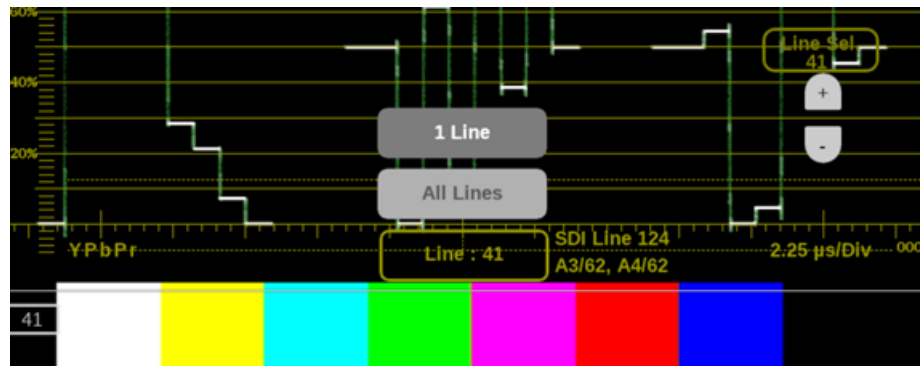 60%
Line Sel
41
40%
+
1 Line
20%
-
All Lines
YPbPr
Line : 41
SDI Line 124
A3/62, A4/62
2.25 µs/Div
000
41